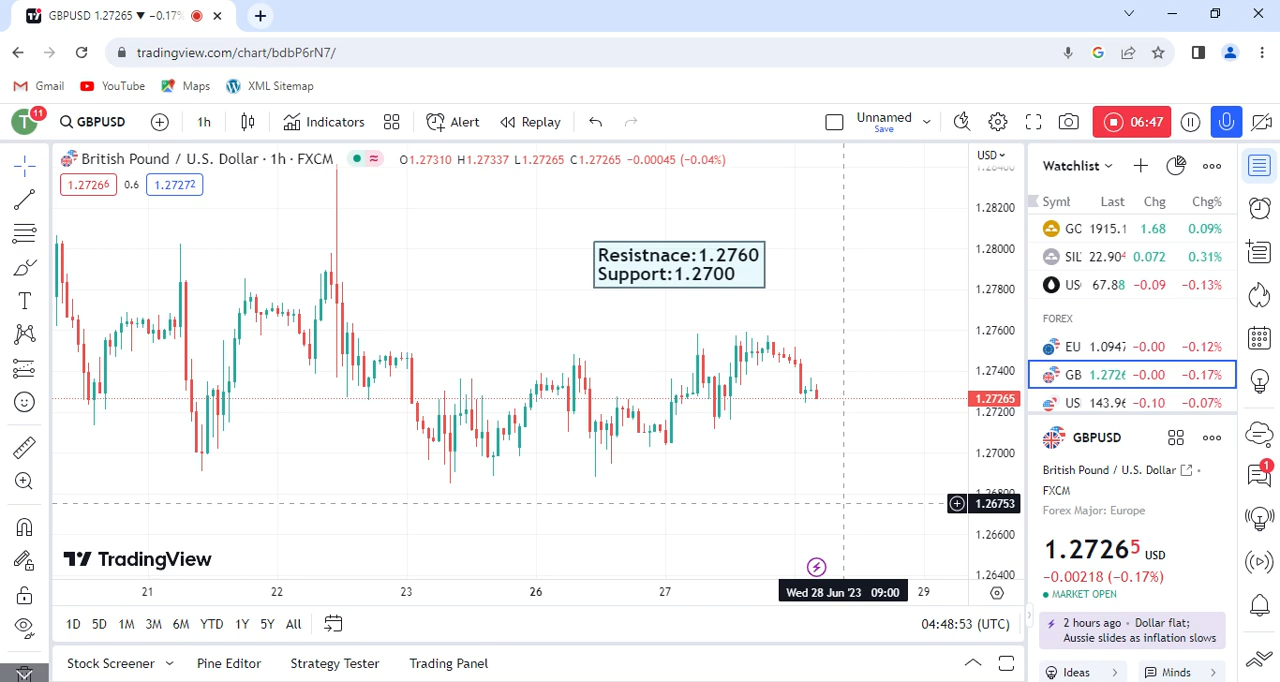 GBPUSD 1.27265 ▼ −0.17%
tradingview.com/chart/bdbP6rN7/
Gmail YouTube Maps XML Sitemap
T 11 GBPUSD 1h Indicators Alert Replay Unnamed Save 06:47
British Pound / U.S. Dollar · 1h · FXCM O1.27310 H1.27337 L1.27265 C1.27265 −0.00045 (−0.04%)
1.27266 0.6 1.27272
Resistnace:1.2760
Support:1.2700
USD
1.28400
1.28200
1.28000
1.27800
1.27600
1.27400
1.27265
1.27200
1.27000
1.26800
1.26753
1.26600
1.26400
TradingView
21 22 23 26 27 Wed 28 Jun '23 09:00 29
1D 5D 1M 3M 6M YTD 1Y 5Y All 04:48:53 (UTC)
Stock Screener Pine Editor Strategy Tester Trading Panel
Watchlist
Symb Last Chg Chg%
GC 1915.1 1.68 0.09%
SIL 22.904 0.072 0.31%
US 67.88 −0.09 −0.13%
FOREX
EU 1.0947 −0.00 −0.12%
GB 1.2726 −0.00 −0.17%
US 143.96 −0.10 −0.07%
GBPUSD
British Pound / U.S. Dollar ·
FXCM
Forex Major: Europe
1.27265 USD
−0.00218 (−0.17%)
MARKET OPEN
2 hours ago · Dollar flat;
Aussie slides as inflation slows
Ideas Minds
1